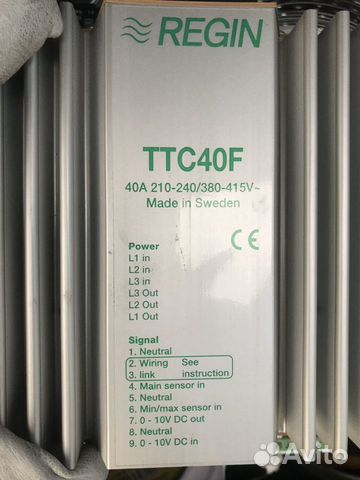 REGIN
TTC40F
40A 210-240/380-415V~
Made in Sweden
Power
CE
L1 in
L2 in
L3 in
L3 Out
L2 Out
L1 Out
Signal
1. Neutral
2. Wiring See
3. link instruction
4. Main sensor in
5. Neutral
6. Min/max sensor in
7. 0 - 10V DC out
8. Neutral
9. 0 - 10V DC in
Avito